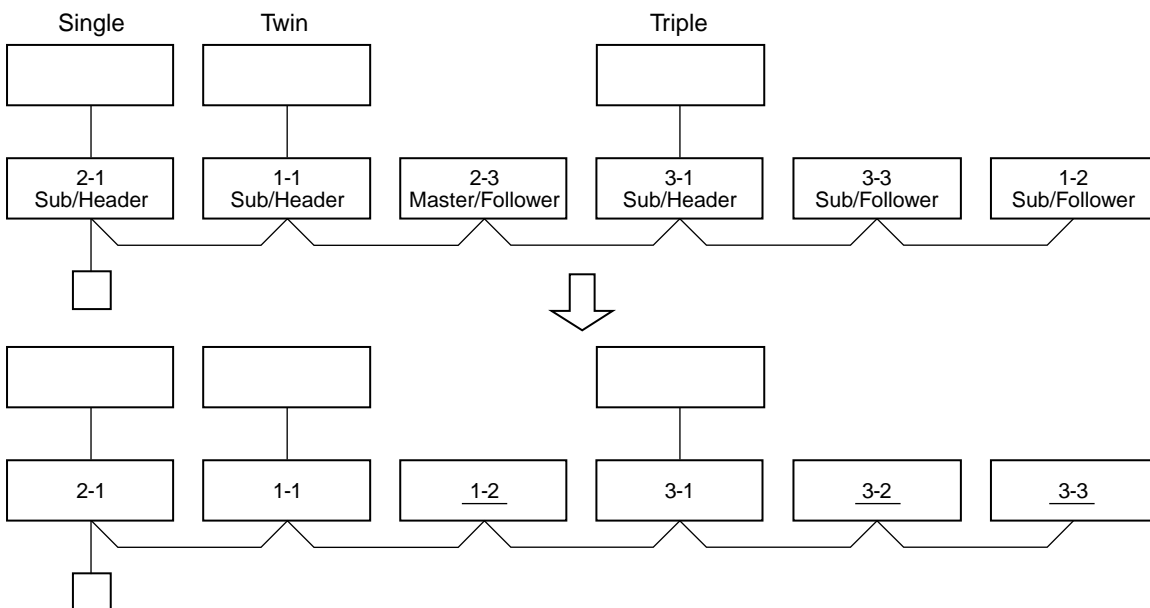 Single
Twin
Triple
2-1
Sub/Header
1-1
Sub/Header
2-3
Master/Follower
3-1
Sub/Header
3-3
Sub/Follower
1-2
Sub/Follower
2-1
1-1
1-2
3-1
3-2
3-3